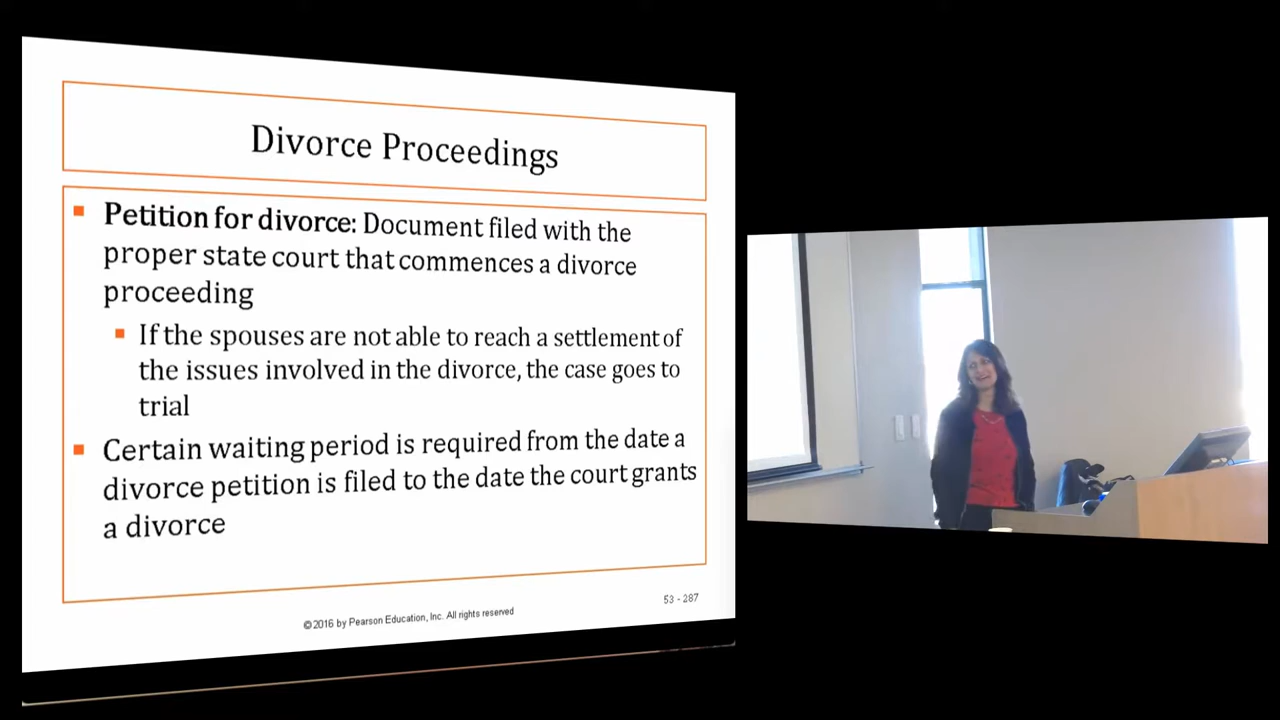 Divorce Proceedings
Petition for divorce: Document filed with the
proper state court that commences a divorce
proceeding
If the spouses are not able to reach a settlement of
the issues involved in the divorce, the case goes to
trial
Certain waiting period is required from the date a
divorce petition is filed to the date the court grants
a divorce
©2016 by Pearson Education, Inc. All rights reserved
53 - 287